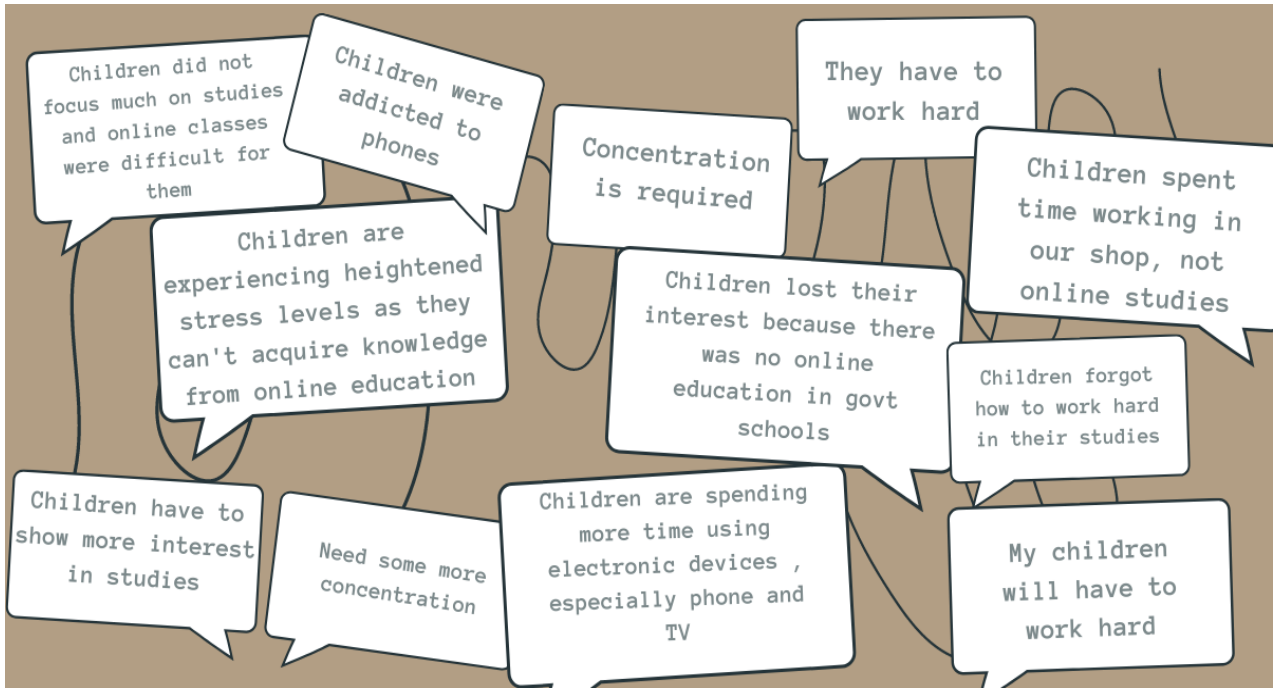 Children did not
focus much on studies
and online classes
were difficult for
them
Children were
addicted to
phones
Concentration
is required
They have to
work hard
Children spent
time working in
our shop, not
online studies
Children are
experiencing heightened
stress levels as they
can't acquire knowledge
from online education
Children lost their
interest because there
was no online
education in govt
schools
Children forgot
how to work hard
in their studies
Children have to
show more interest
in studies
Need some more
concentration
Children are spending
more time using
electronic devices ,
especially phone and
TV
My children
will have to
work hard